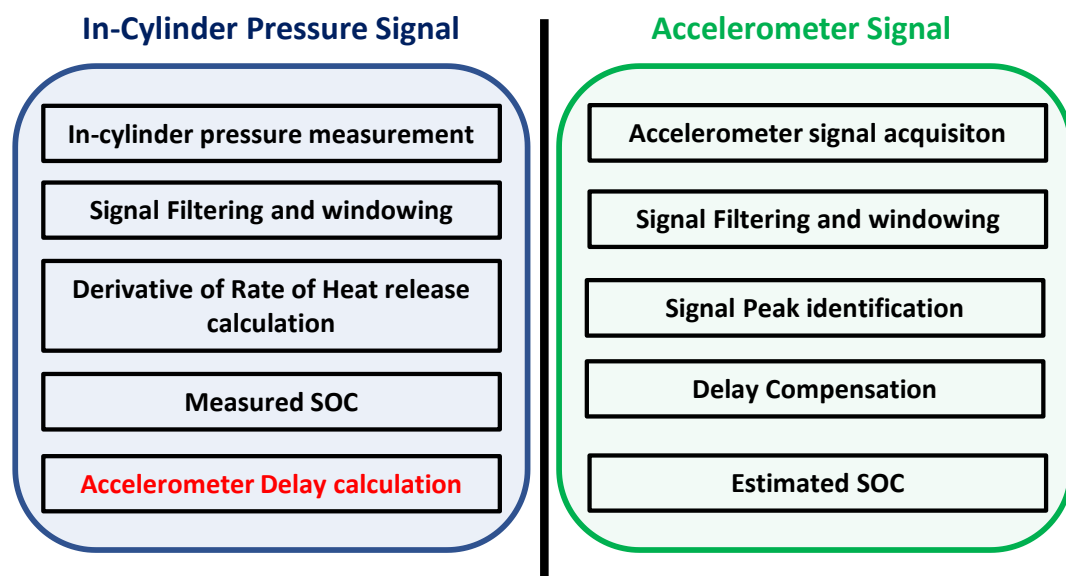 In-Cylinder Pressure Signal
In-cylinder pressure measurement
Signal Filtering and windowing
Derivative of Rate of Heat release
calculation
Measured SOC
Accelerometer Delay calculation
Accelerometer Signal
Accelerometer signal acquisiton
Signal Filtering and windowing
Signal Peak identification
Delay Compensation
Estimated SOC